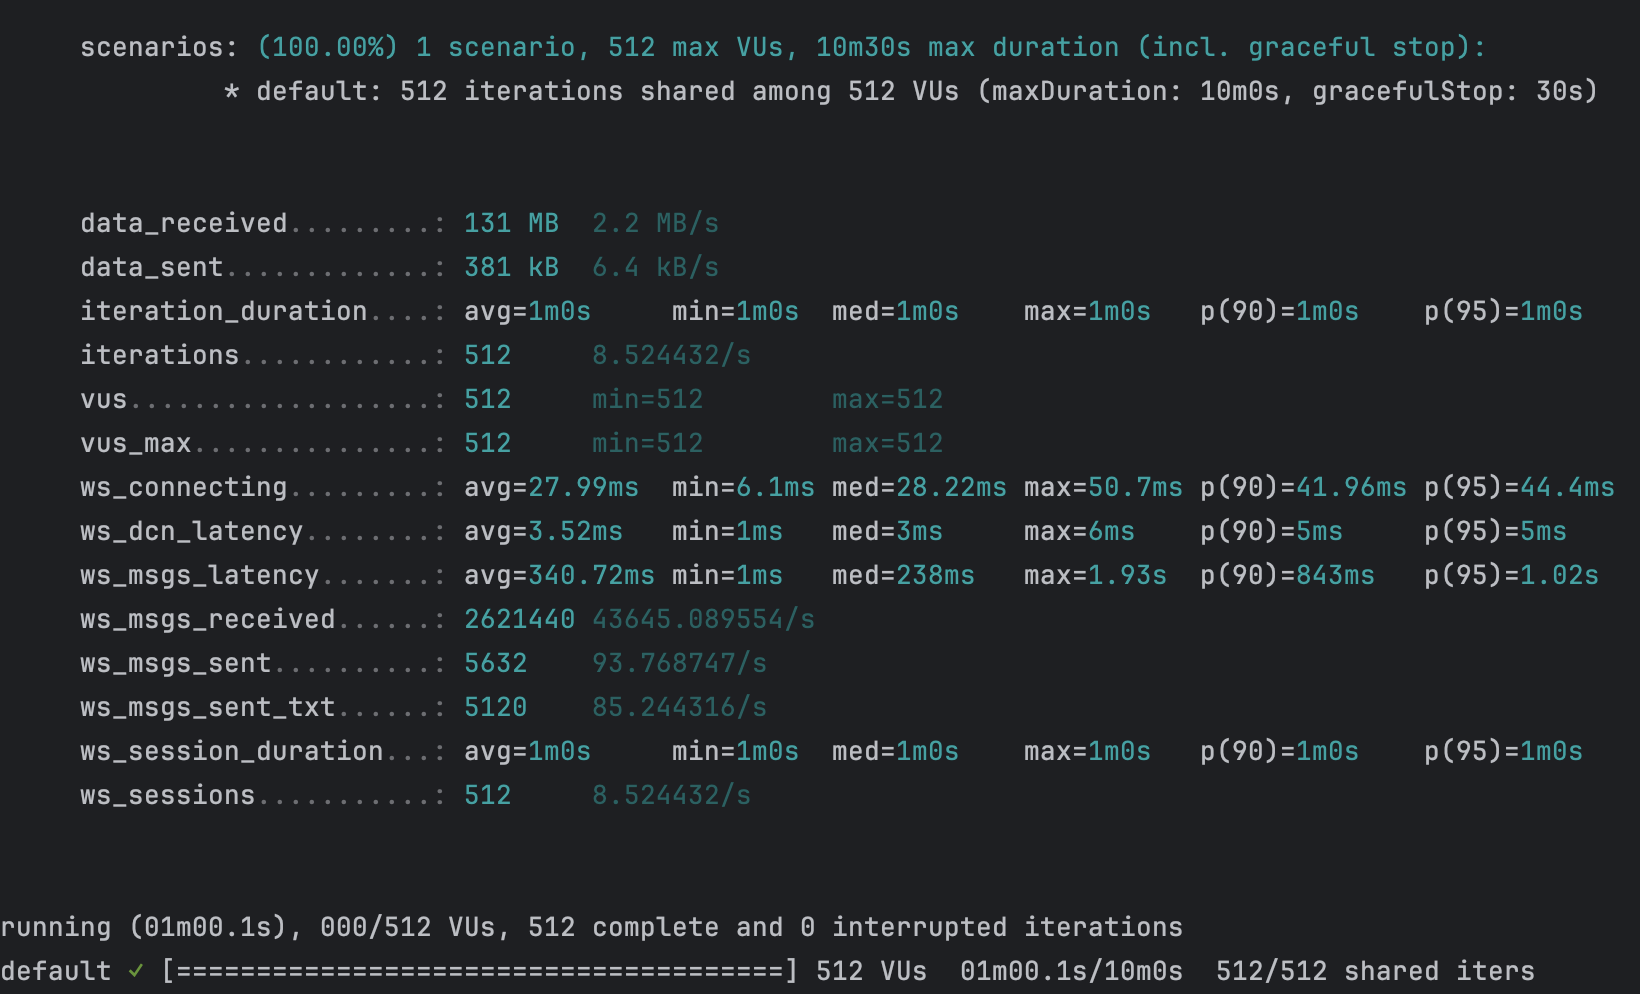 scenarios: (100.00%) 1 scenario, 512 max VUs, 10m30s max duration (incl. graceful stop):
* default: 512 iterations shared among 512 VUs (maxDuration: 10m0s, gracefulStop: 30s)
data_received.........: 131 MB 2.2 MB/s
data_sent.............: 381 kB 6.4 kB/s
iteration_duration....: avg=1m0s min=1m0s med=1m0s max=1m0s p(90)=1m0s p(95)=1m0s
iterations............: 512 8.524432/s
vus...................: 512 min=512 max=512
vus_max...............: 512 min=512 max=512
ws_connecting.........: avg=27.99ms min=6.1ms med=28.22ms max=50.7ms p(90)=41.96ms p(95)=44.4ms
ws_dcn_latency........: avg=3.52ms min=1ms med=3ms max=6ms p(90)=5ms p(95)=5ms
ws_msgs_latency.......: avg=340.72ms min=1ms med=238ms max=1.93s p(90)=843ms p(95)=1.02s
ws_msgs_received......: 2621440 43645.089554/s
ws_msgs_sent..........: 5632 93.768747/s
ws_msgs_sent_txt......: 5120 85.244316/s
ws_session_duration...: avg=1m0s min=1m0s med=1m0s max=1m0s p(90)=1m0s p(95)=1m0s
ws_sessions...........: 512 8.524432/s
running (01m00.1s), 000/512 VUs, 512 complete and 0 interrupted iterations
default ✓ [======================================] 512 VUs 01m00.1s/10m0s 512/512 shared iters